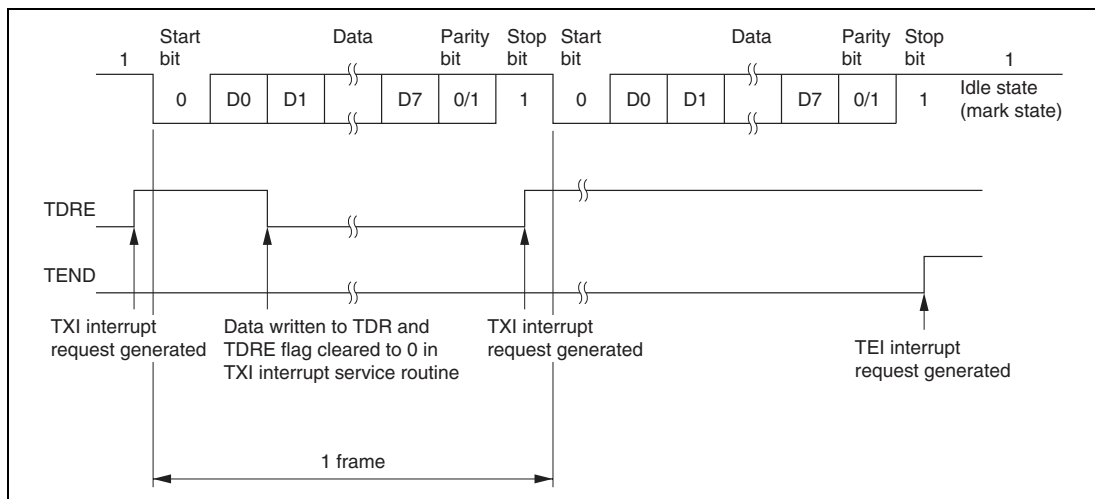 Start Data Parity Stop Start Data Parity Stop
1 bit bit bit bit bit bit 1
0 D0 D1 D7 0/1 1 0 D0 D1 D7 0/1 1 Idle state
(mark state)
TDRE
TEND
TXI interrupt
request generated
Data written to TDR and
TDRE flag cleared to 0 in
TXI interrupt service routine
TXI interrupt
request generated
TEI interrupt
request generated
1 frame